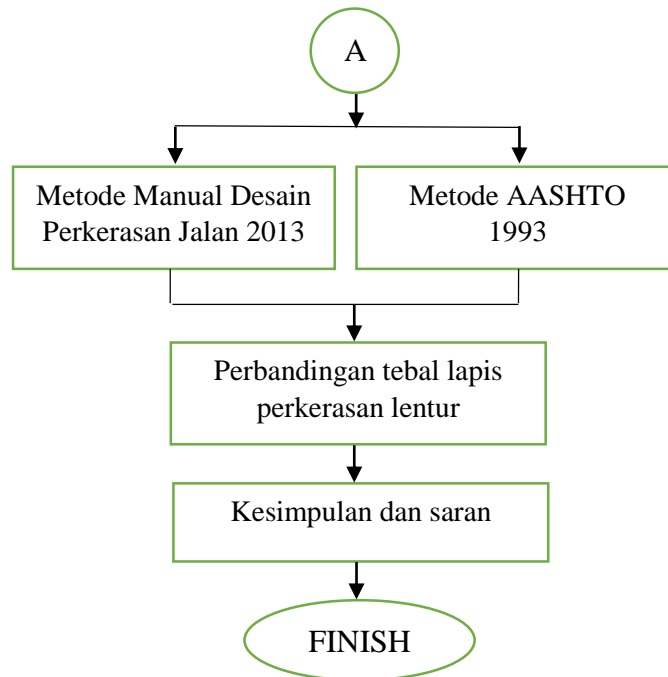 A
Metode Manual Desain
Perkerasan Jalan 2013
Metode AASHTO
1993
Perbandingan tebal lapis
perkerasan lentur
Kesimpulan dan saran
FINISH